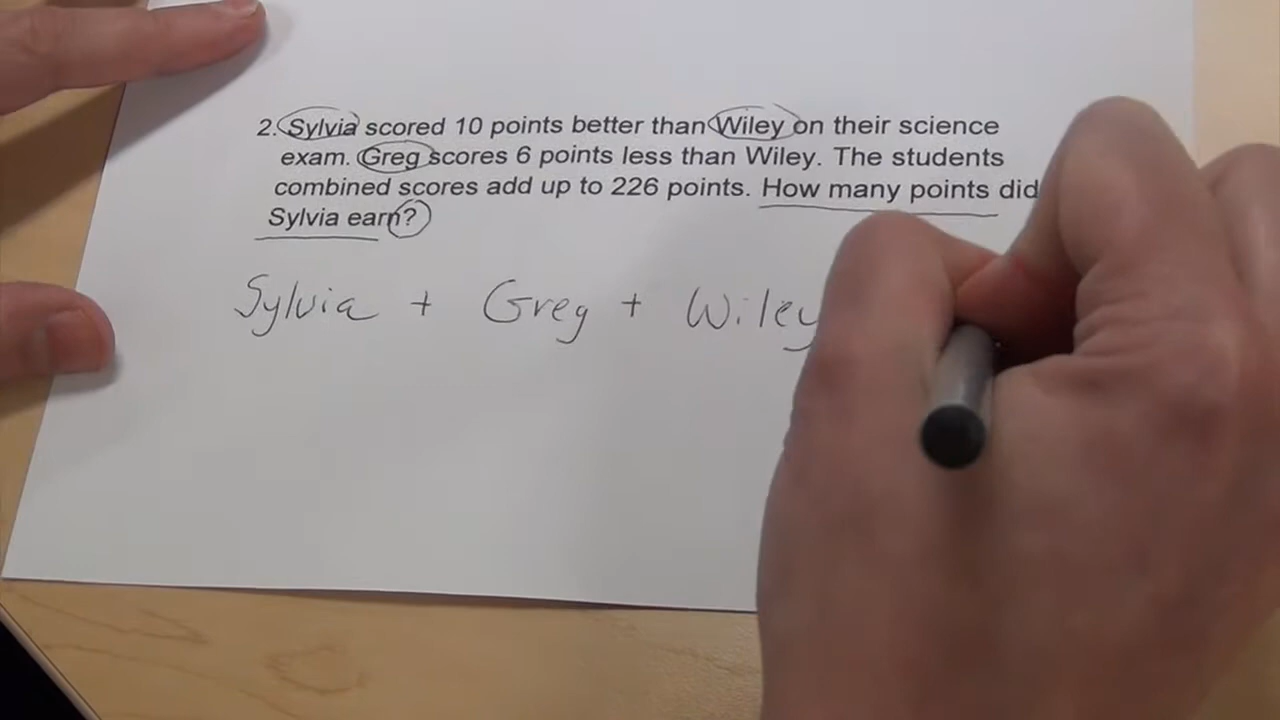 2. Sylvia scored 10 points better than Wiley on their science
exam. Greg scores 6 points less than Wiley. The students
combined scores add up to 226 points. How many points did
Sylvia earn?
Sylvia + Greg + Wiley